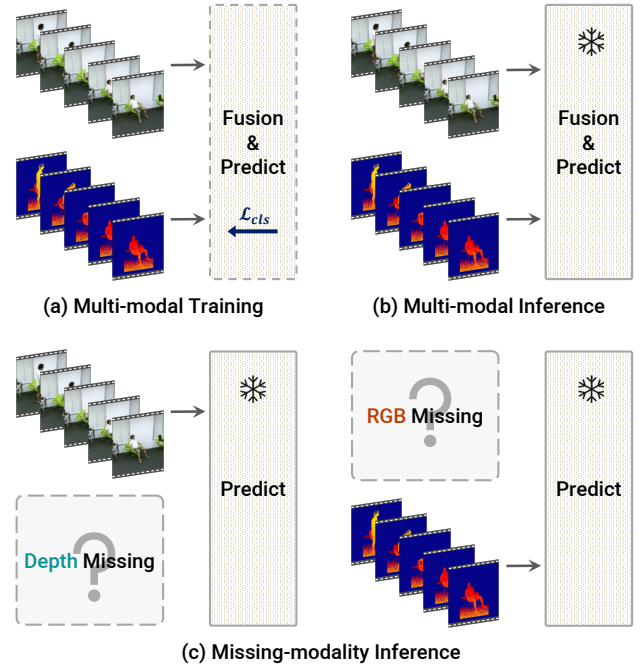 Fusion
&
Predict
ℒcls
(a) Multi-modal Training
Fusion
&
Predict
(b) Multi-modal Inference
Predict
?
Depth Missing
?
RGB Missing
Predict
(c) Missing-modality Inference